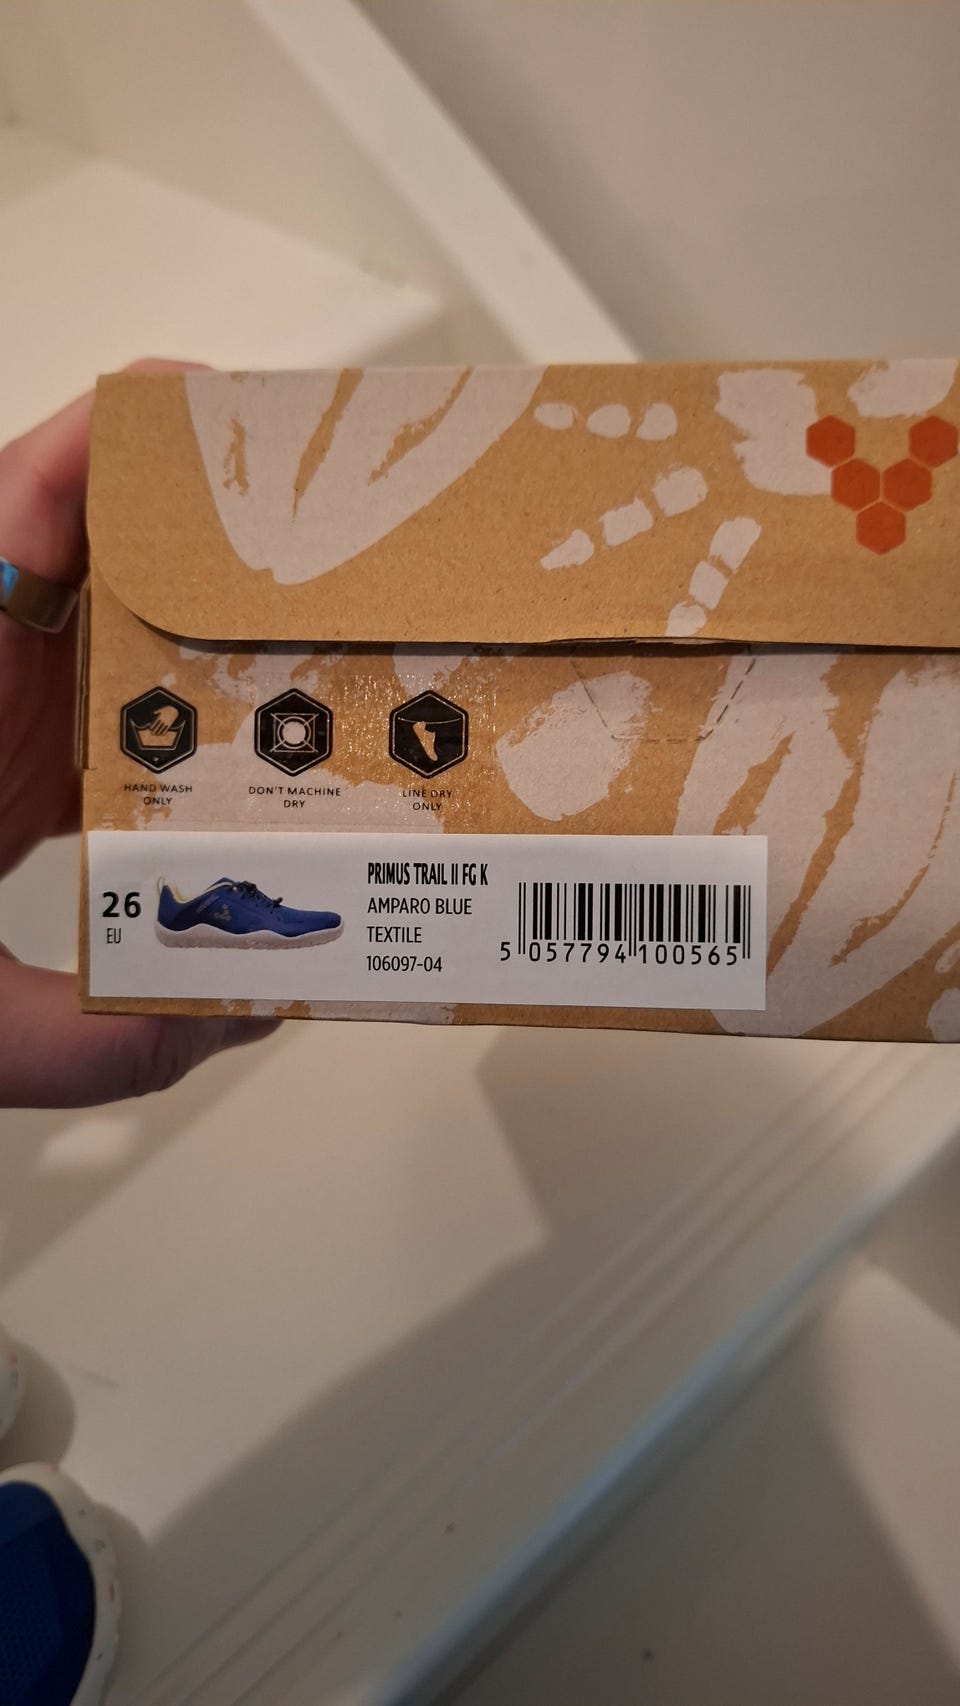 HAND WASH
ONLY
DON'T MACHINE
DRY
LINE DRY
ONLY
26
EU
PRIMUS TRAIL II FG K
AMPARO BLUE
TEXTILE
106097-04
5 057794 100565